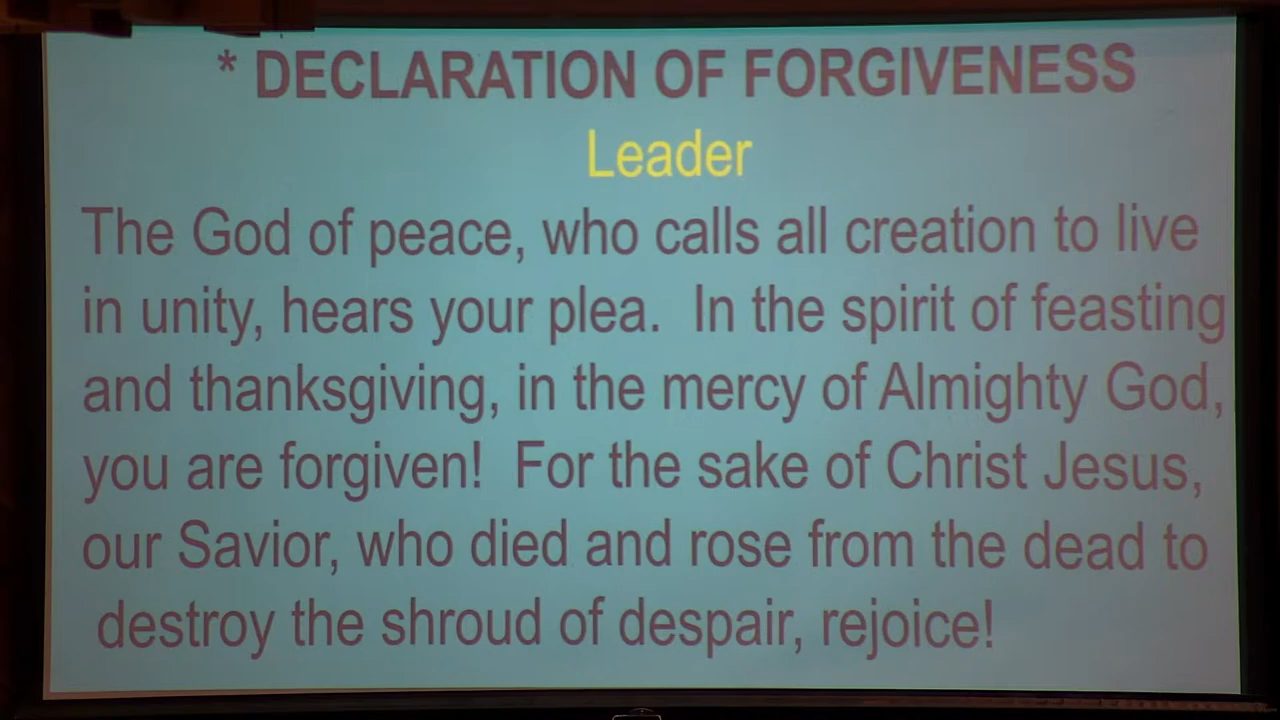 * DECLARATION OF FORGIVENESS
Leader
The God of peace, who calls all creation to live
in unity, hears your plea.  In the spirit of feasting
and thanksgiving, in the mercy of Almighty God,
you are forgiven!  For the sake of Christ Jesus,
our Savior, who died and rose from the dead to
destroy the shroud of despair, rejoice!